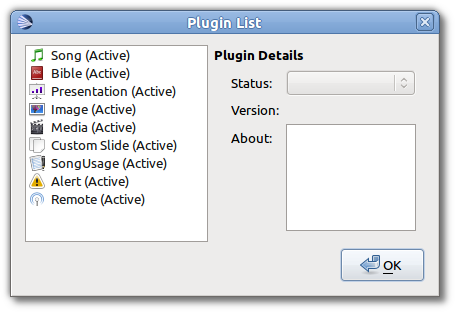 Plugin List
Song (Active)
Bible (Active)
Presentation (Active)
Image (Active)
Media (Active)
Custom Slide (Active)
SongUsage (Active)
Alert (Active)
Remote (Active)
Plugin Details
Status:
Version:
About:
OK